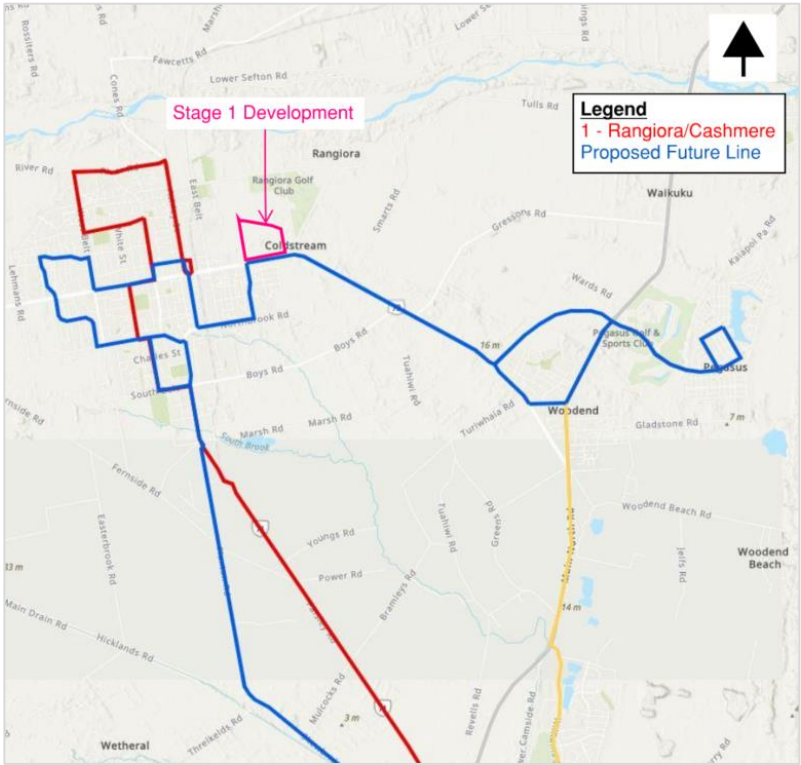 Rossiters Rd
Fawcetts Rd
Lower Sefton Rd
Cones Rd
Tulls Rd
Legend
1 - Rangiora/Cashmere
Proposed Future Line
Stage 1 Development
Rangiora
River Rd
Rangiora Golf
Club
East Belt
Smarts Rd
Waikuku
White St
Belt
Gressons Rd
Kaiapoi Pa Rd
Coldstream
Lehmans Rd
Wards Rd
Northbrook Rd
Pegasus Golf &
Sports Club
16 m
Boys Rd
Charles St
Tuahiwi Rd
Pegasus
Boys Rd
Woodend
7 m
Marsh Rd
Marsh Rd
Turiwhaia Rd
Gladstone Rd
South Brook
Fernside Rd
Easterbrook Rd
Tuahiwi Rd
Greens Rd
Woodend Beach Rd
Youngs Rd
Jelfs Rd
Woodend
Beach
13 m
Power Rd
Bramleys Rd
14 m
Main Drain Rd
Hicklands Rd
Mulcocks Rd
Revells Rd
3 m
Wetheral
Threlkelds Rd